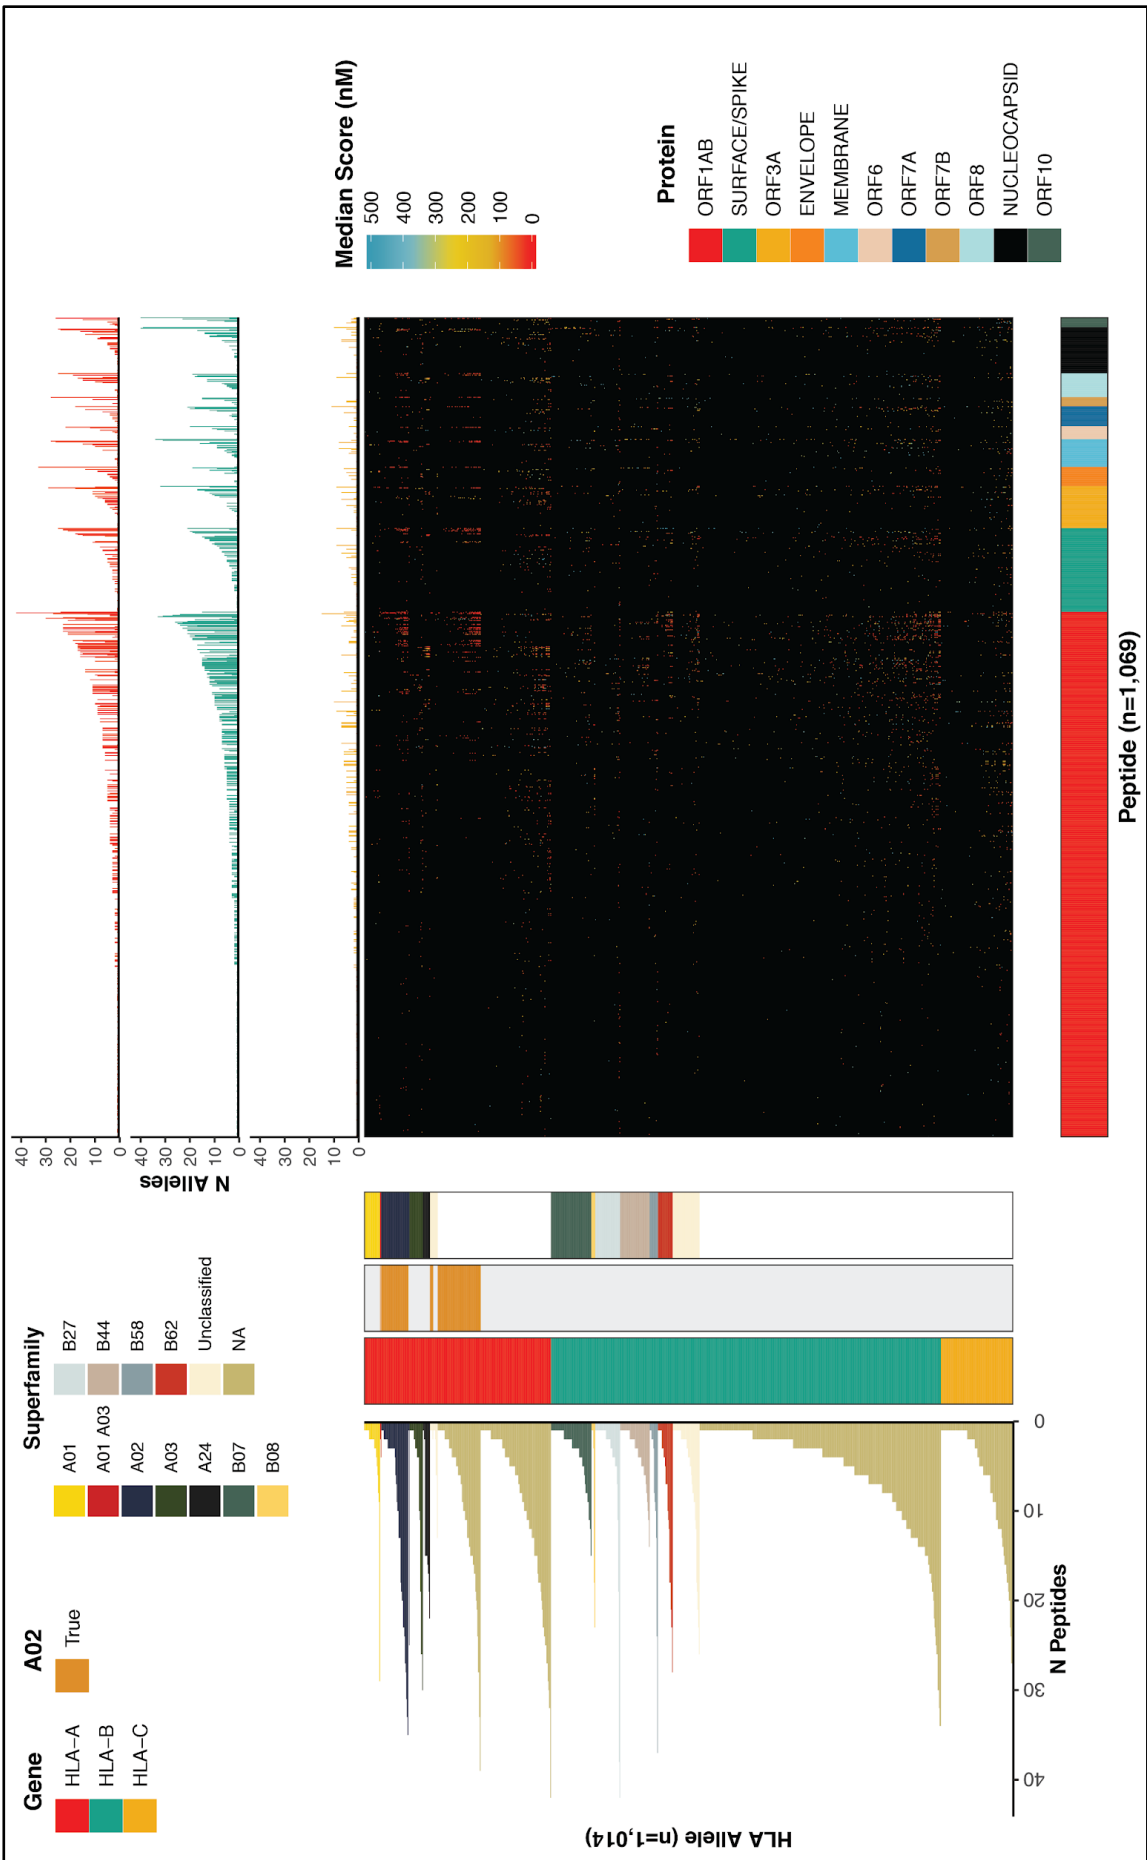 Gene
HLA-A
HLA-B
HLA-C
A02
True
Superfamily
A01
A01 A03
A02
A03
A24
B07
B08
B27
B44
B58
B62
Unclassified
NA
N Alleles
40
30
20
10
0
40
30
20
10
0
40
30
20
10
0
Median Score (nM)
500
400
300
200
100
0
Protein
ORF1AB
SURFACE/SPIKE
ORF3A
ENVELOPE
MEMBRANE
ORF6
ORF7A
ORF7B
ORF8
NUCLEOCAPSID
ORF10
HLA Allele (n=1,014)
40
30
20
10
0
N Peptides
Peptide (n=1,069)